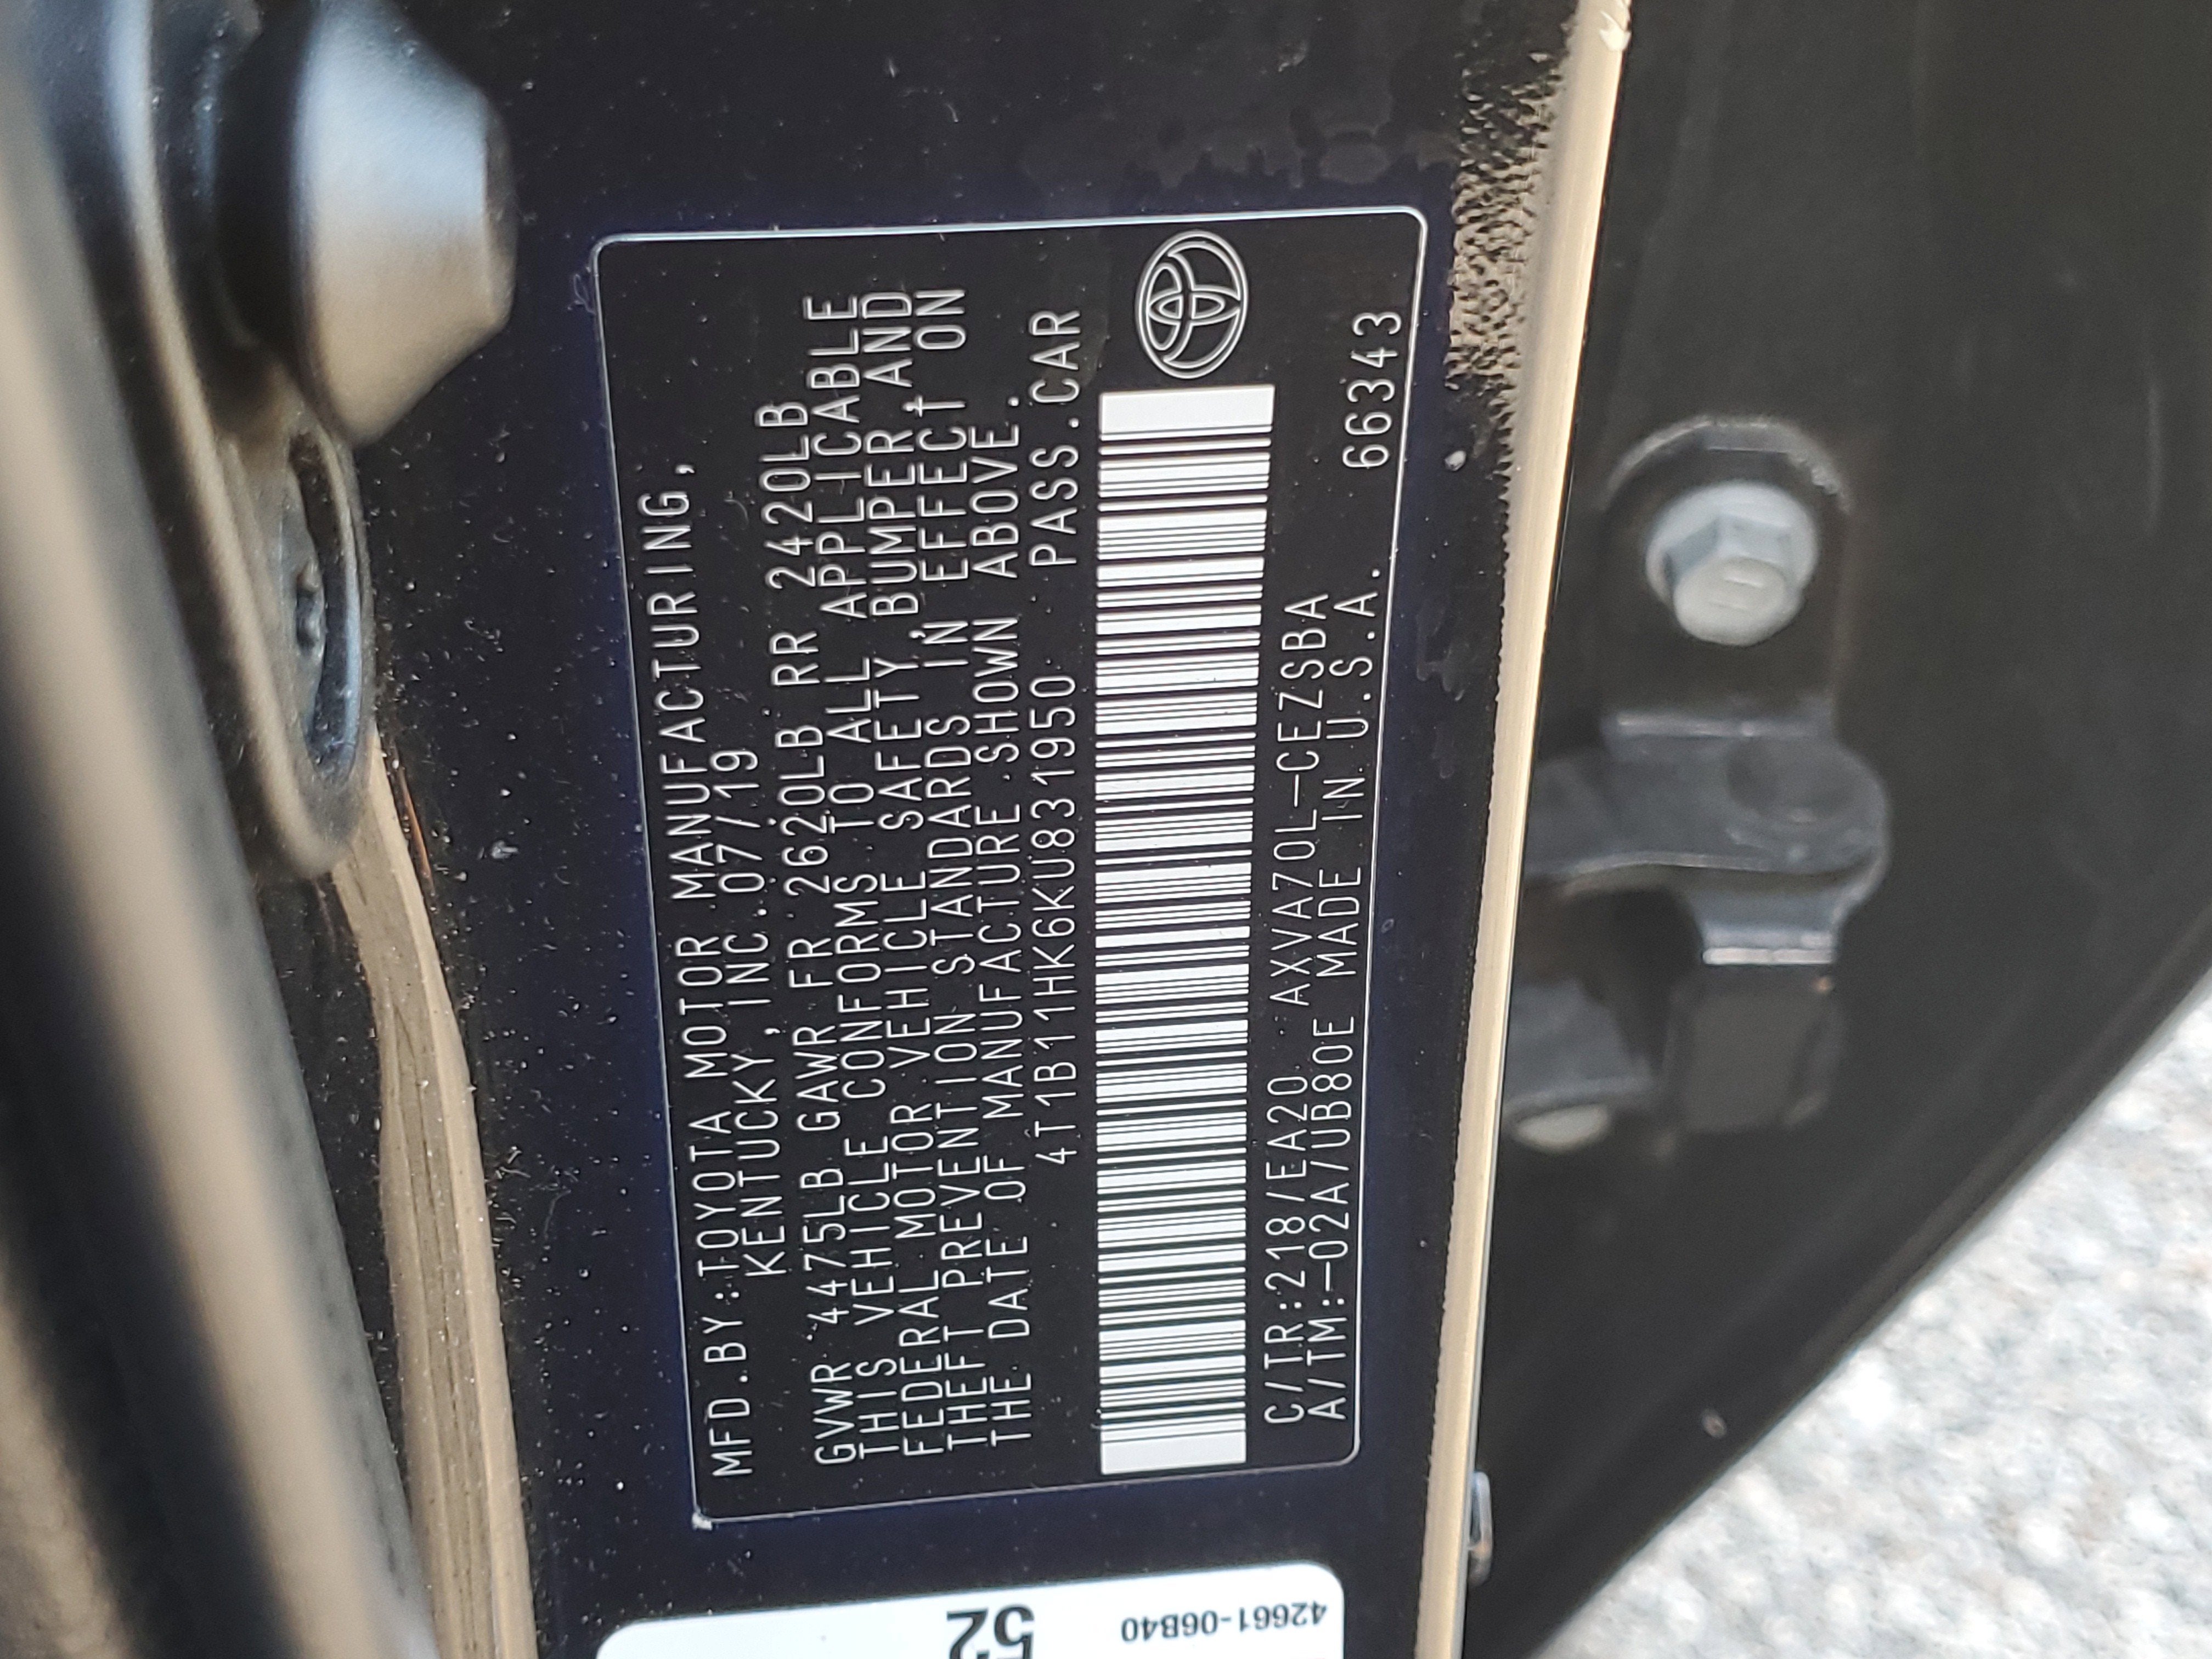 MFD.BY:TOYOTA MOTOR MANUFACTURING,
KENTUCKY,INC.07/19
GVWR 4475LB GAWR FR 2620LB RR 2420LB
THIS VEHICLE CONFORMS TO ALL APPLICABLE
FEDERAL MOTOR VEHICLE SAFETY BUMPER AND
THEFT PREVENTION STANDARDS IN EFFECT ON
THE DATE OF MANUFACTURE SHOWN ABOVE.
4T1B11HK6KU831950 PASS.CAR
C/TR:218/EA20 AXVA70L-CEZSBA
A/TM:-02A/UB80E MADE IN U.S.A. 66343
42661-06B40
52